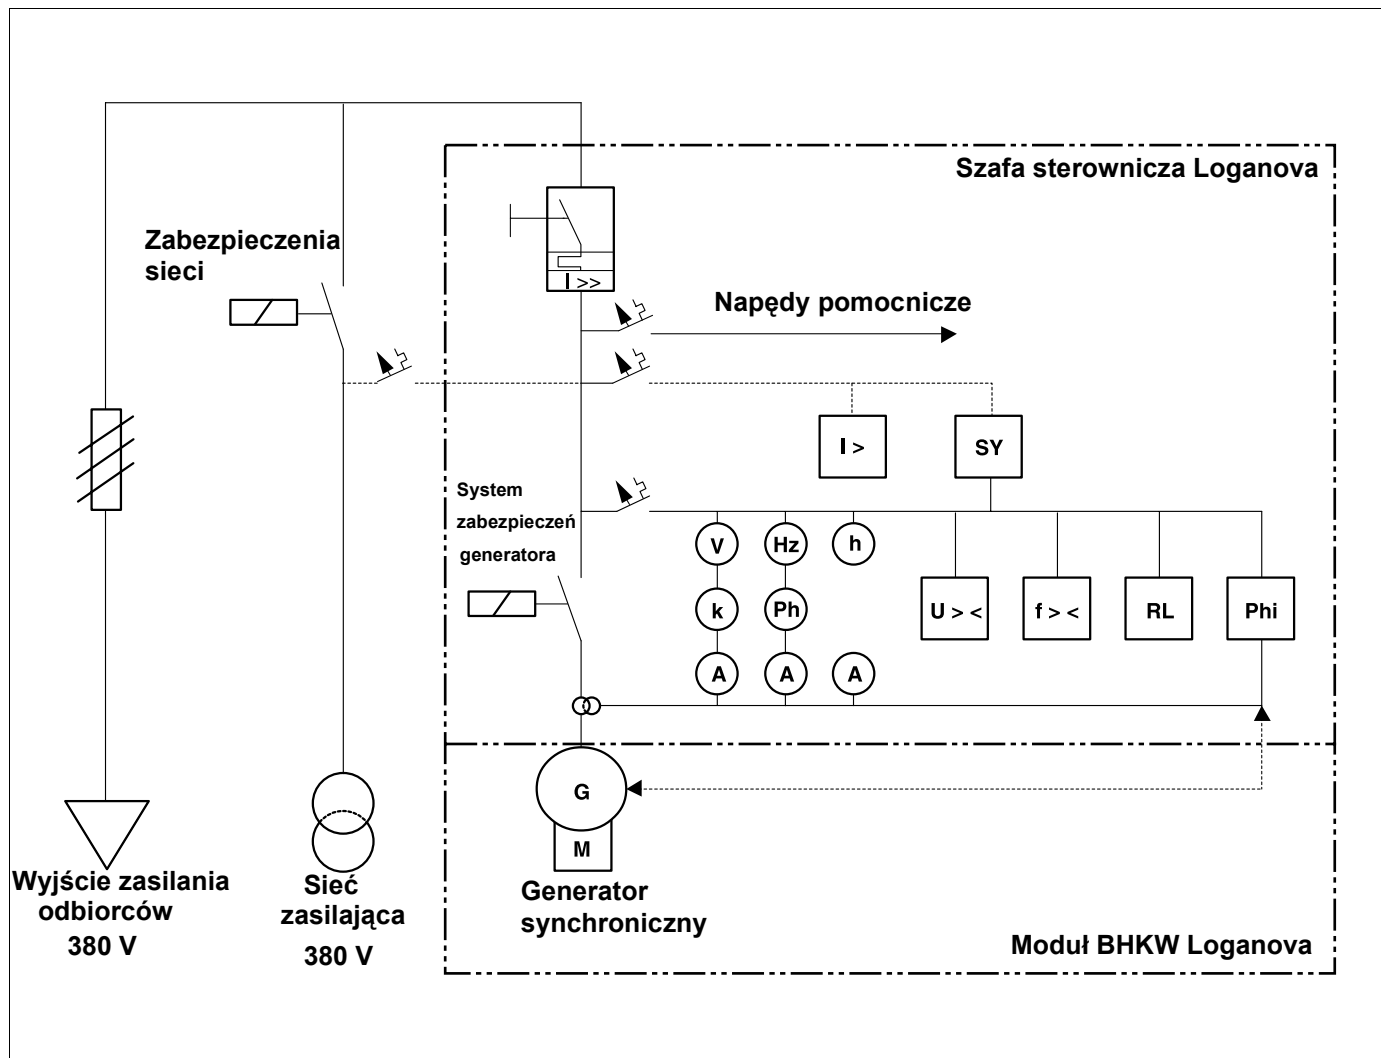 Szafa sterownicza Loganova
Zabezpieczenia
sieci
I >>
Napędy pomocnicze
I >
SY
System
zabezpieczeń
generatora
V
Hz
h
k
Ph
U > <
f > <
RL
Phi
A
A
A
G
M
Wyjście zasilania
odbiorców
380 V
Sieć
zasilająca
380 V
Generator
synchroniczny
Moduł BHKW Loganova